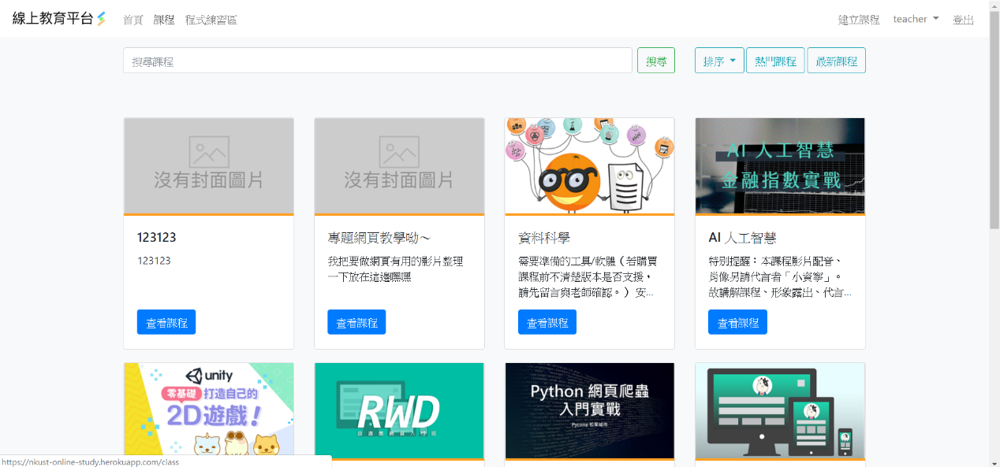 線上教育平台 首頁 課程 程式練習區 建立課程 teacher 登出
搜尋課程 搜尋 排序 熱門課程 最新課程
沒有封面圖片
沒有封面圖片
AI 人工智慧
金融指數實戰
123123
123123
查看課程
專題網頁教學呦～
我把要做網頁有用的影片整理
一下放在這邊嘿嘿
查看課程
資料科學
需要準備的工具/軟體（若購買
課程前不清楚版本是否支援，
請先留言與老師確認。） 安...
查看課程
AI 人工智慧
特別提醒：本課程影片配音、
肖像另請代言者「小資寧」。
故講解課程、形象露出、代言...
查看課程
unity
零基礎 打造自己的
2D遊戲！
RWD
Python 網頁爬蟲
入門實戰
Pycone 松果城市
https://nkust-online-study.herokuapp.com/class